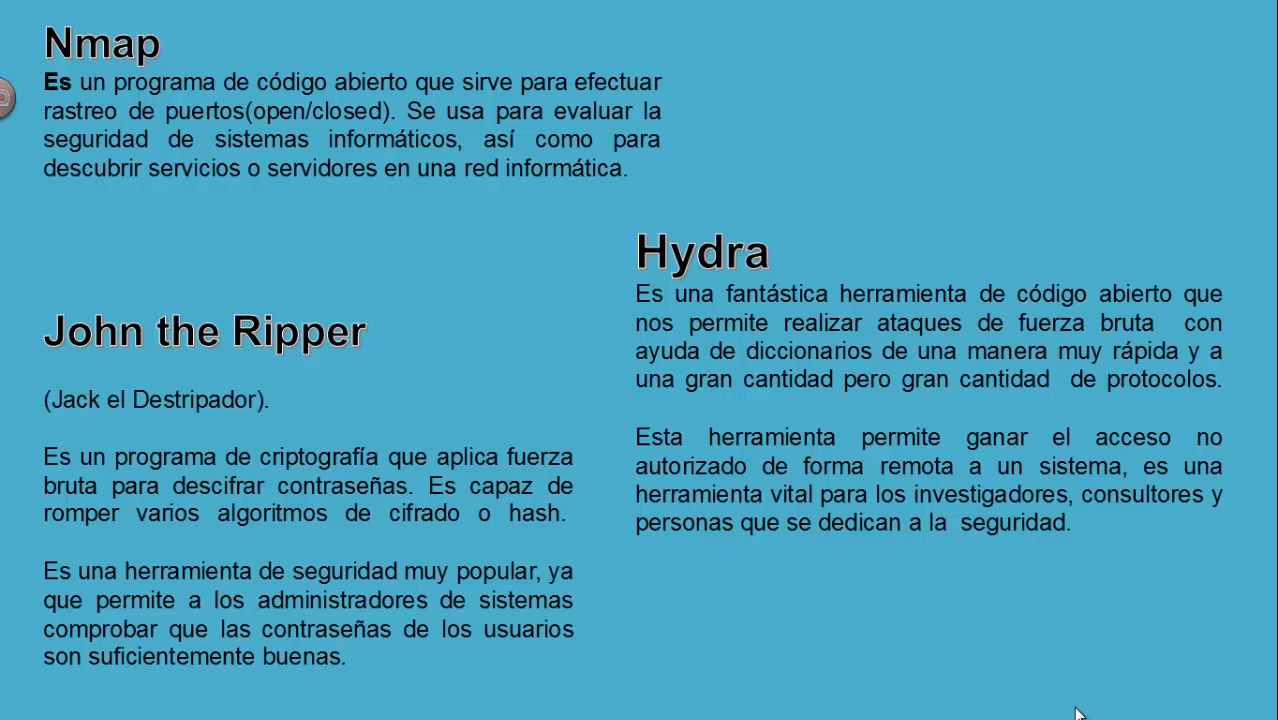 Nmap
Es un programa de código abierto que sirve para efectuar
rastreo de puertos(open/closed). Se usa para evaluar la
seguridad de sistemas informáticos, así como para
descubrir servicios o servidores en una red informática.
John the Ripper
(Jack el Destripador).
Es un programa de criptografía que aplica fuerza
bruta para descifrar contraseñas. Es capaz de
romper varios algoritmos de cifrado o hash.
Es una herramienta de seguridad muy popular, ya
que permite a los administradores de sistemas
comprobar que las contraseñas de los usuarios
son suficientemente buenas.
Hydra
Es una fantástica herramienta de código abierto que
nos permite realizar ataques de fuerza bruta con
ayuda de diccionarios de una manera muy rápida y a
una gran cantidad pero gran cantidad de protocolos.
Esta herramienta permite ganar el acceso no
autorizado de forma remota a un sistema, es una
herramienta vital para los investigadores, consultores y
personas que se dedican a la seguridad.